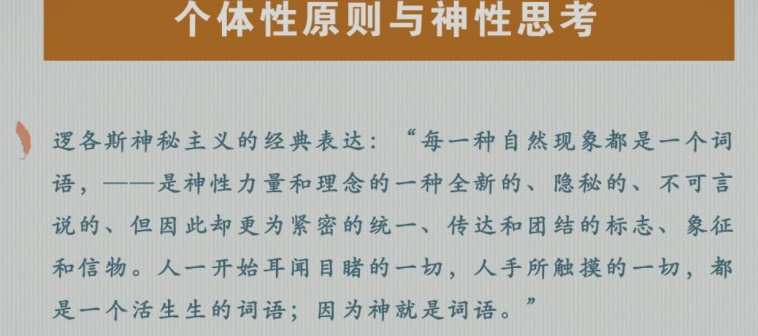 个体性原则与神性思考
逻各斯神秘主义的经典表达：“每一种自然现象都是一个词
语，——是神性力量和理念的一种全新的、隐秘的、不可言
说的、但因此却更为紧密的统一、传达和团结的标志、象征
和信物。人一开始耳闻目睹的一切，人手所触摸的一切，都
是一个活生生的词语；因为神就是词语。”